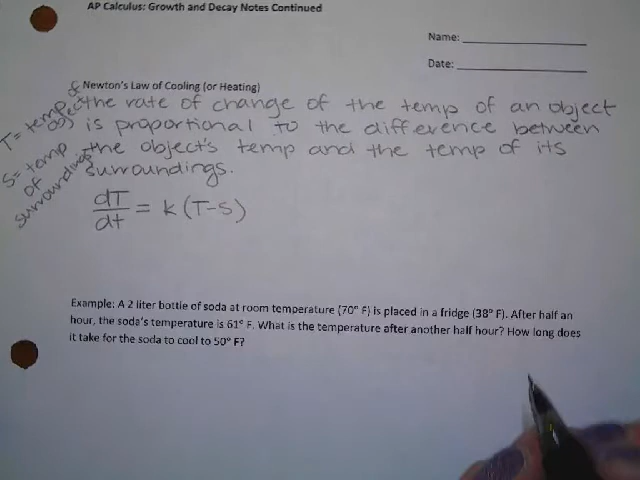 AP Calculus: Growth and Decay Notes Continued
Name:
Date:
Newton's Law of Cooling (or Heating)
the rate of change of the temp of an object
is proportional to the difference between
the object's temp and the temp of its
surroundings.
T = temp of
object
S = temp
of
surroundings
dT/dt = k(T-S)
Example: A 2 liter bottle of soda at room temperature (70° F) is placed in a fridge (38° F). After half an
hour, the soda's temperature is 61° F. What is the temperature after another half hour? How long does
it take for the soda to cool to 50° F?